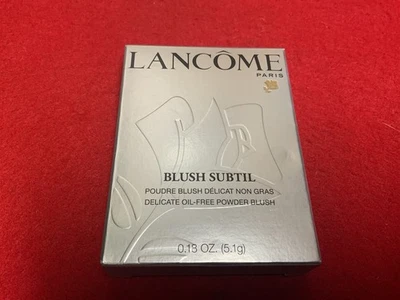 LANCÔME
PARIS
BLUSH SUBTIL
POUDRE BLUSH DÉLICAT NON GRAS
DELICATE OIL-FREE POWDER BLUSH
0.18 OZ. (5.1g)